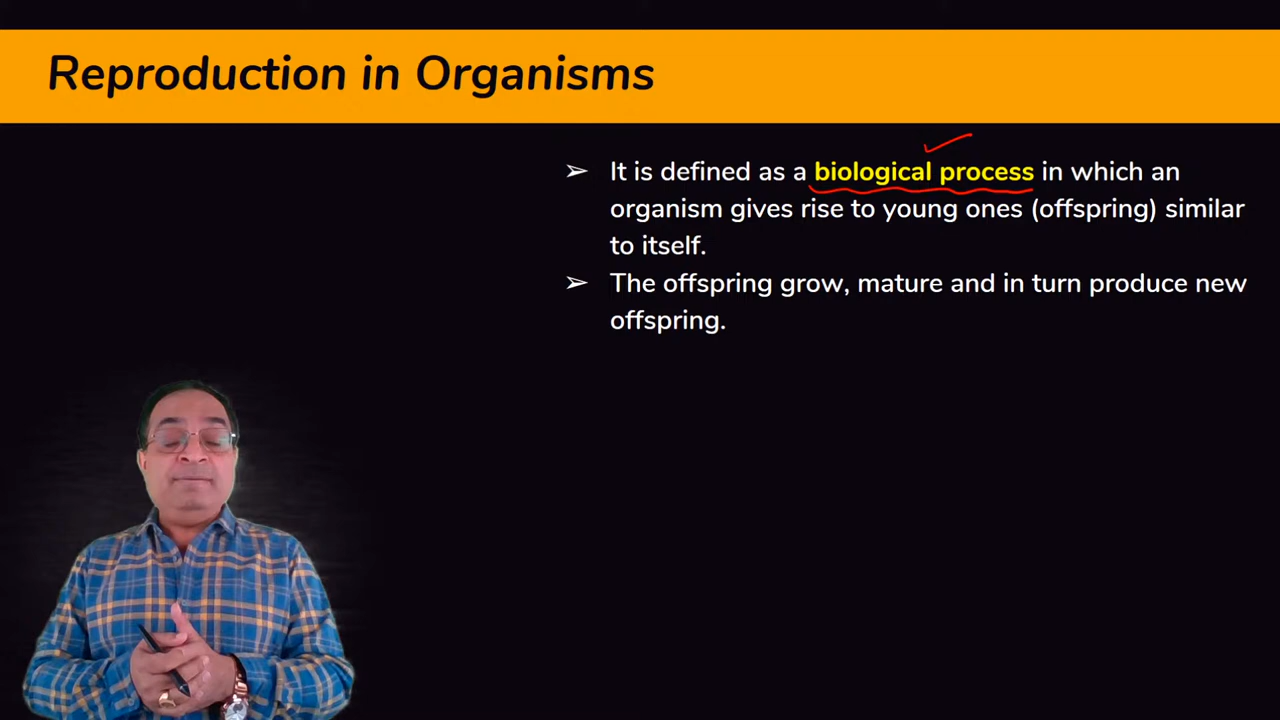 Reproduction in Organisms
➢ It is defined as a biological process in which an
organism gives rise to young ones (offspring) similar
to itself.
➢ The offspring grow, mature and in turn produce new
offspring.